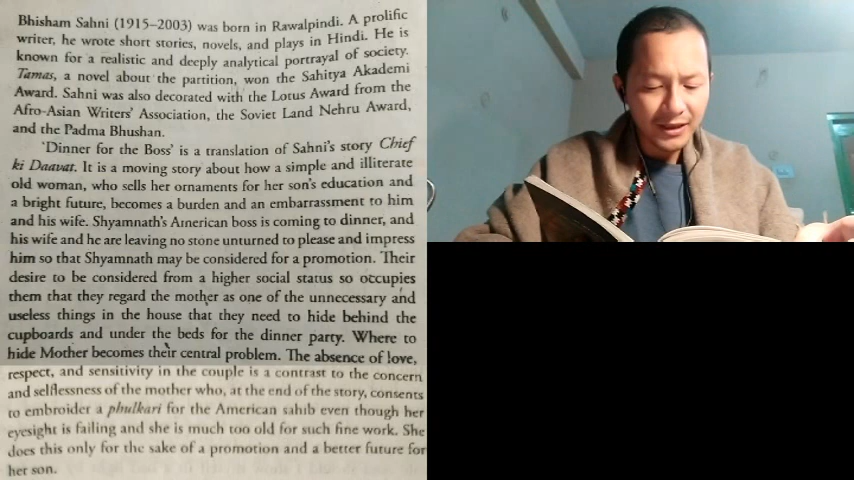 Bhisham Sahni (1915–2003) was born in Rawalpindi. A prolific
writer, he wrote short stories, novels, and plays in Hindi. He is
known for a realistic and deeply analytical portrayal of society.
Tamas, a novel about the partition, won the Sahitya Akademi
Award. Sahni was also decorated with the Lotus Award from the
Afro-Asian Writers' Association, the Soviet Land Nehru Award,
and the Padma Bhushan.
'Dinner for the Boss' is a translation of Sahni's story Chief
ki Daavat. It is a moving story about how a simple and illiterate
old woman, who sells her ornaments for her son's education and
a bright future, becomes a burden and an embarrassment to him
and his wife. Shyamnath's American boss is coming to dinner, and
his wife and he are leaving no stone unturned to please and impress
him so that Shyamnath may be considered for a promotion. Their
desire to be considered from a higher social status so occupies
them that they regard the mother as one of the unnecessary and
useless things in the house that they need to hide behind the
cupboards and under the beds for the dinner party. Where to
hide Mother becomes their central problem. The absence of love,
respect, and sensitivity in the couple is a contrast to the concern
and selflessness of the mother who, at the end of the story, consents
to embroider a phulkari for the American sahib even though her
eyesight is failing and she is much too old for such fine work. She
does this only for the sake of a promotion and a better future for
her son.